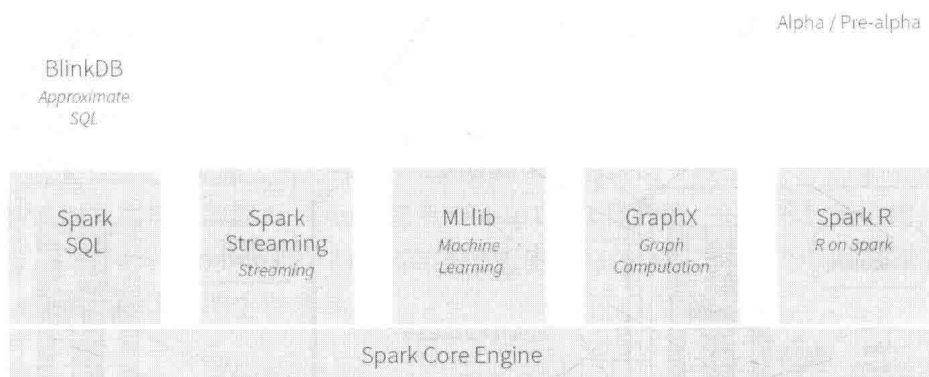 Alpha / Pre-alpha
BlinkDB
Approximate
SQL
Spark
SQL
Spark
Streaming
Streaming
MLlib
Machine
Learning
GraphX
Graph
Computation
Spark R
R on Spark
Spark Core Engine